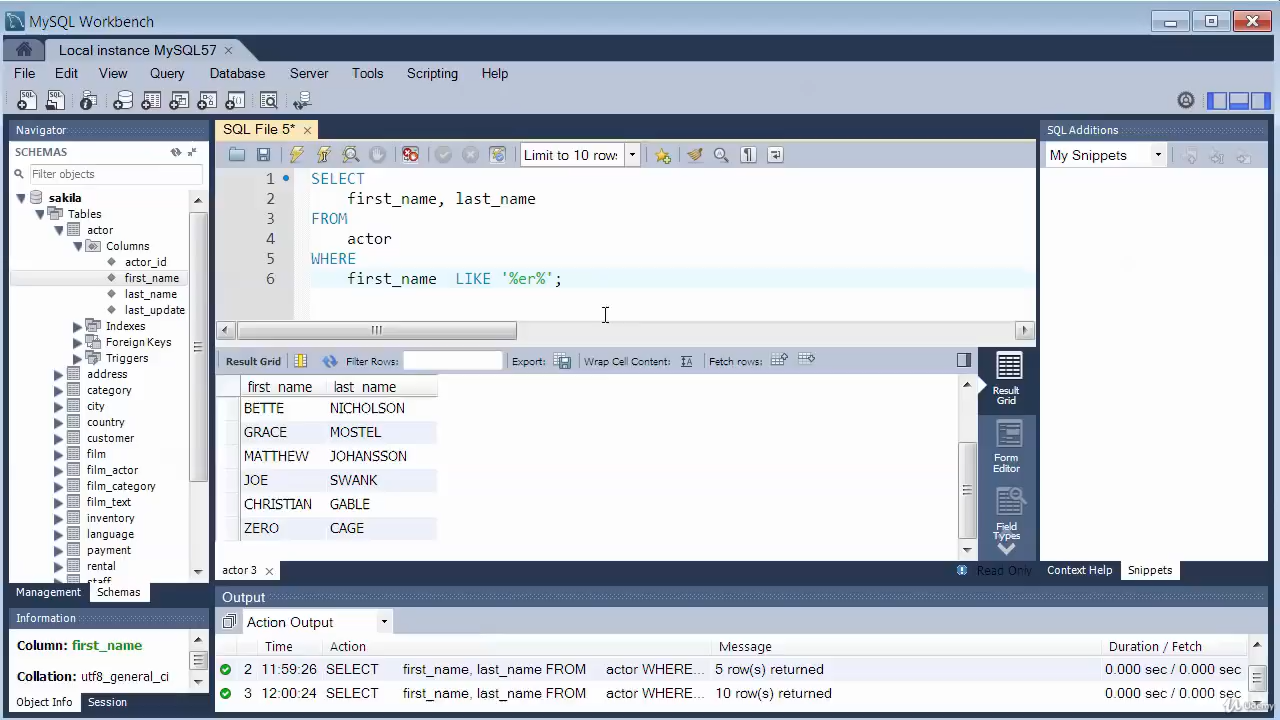 MySQL Workbench
Local instance MySQL57
File Edit View Query Database Server Tools Scripting Help
Navigator
SCHEMAS
Filter objects
sakila
Tables
actor
Columns
actor_id
first_name
last_name
last_update
Indexes
Foreign Keys
Triggers
address
category
city
country
customer
film
film_actor
film_category
film_text
inventory
language
payment
rental
staff
Management Schemas
Information
Column: first_name
Collation: utf8_general_ci
Object Info Session
SQL File 5*
Limit to 10 rows
1 SELECT
2 first_name, last_name
3 FROM
4 actor
5 WHERE
6 first_name LIKE '%er%';
Result Grid Filter Rows: Export: Wrap Cell Content: Fetch rows:
first_name last_name
BETTE NICHOLSON
GRACE MOSTEL
MATTHEW JOHANSSON
JOE SWANK
CHRISTIAN GABLE
ZERO CAGE
Result Grid
Form Editor
Field Types
actor 3
Read Only
SQL Additions
My Snippets
Context Help Snippets
Output
Action Output
Time Action Message Duration / Fetch
2 11:59:26 SELECT first_name, last_name FROM actor WHERE... 5 row(s) returned 0.000 sec / 0.000 sec
3 12:00:24 SELECT first_name, last_name FROM actor WHERE... 10 row(s) returned 0.000 sec / 0.000 sec
Udemy